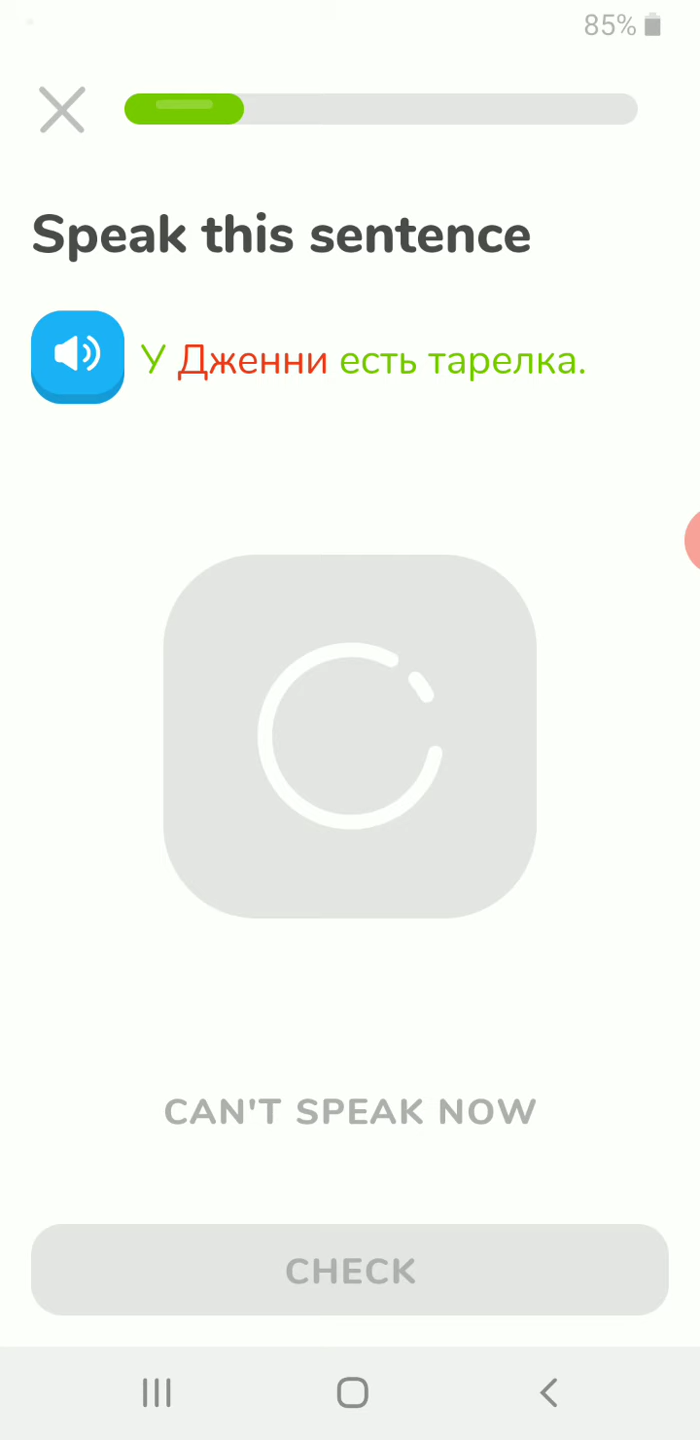 85%
Speak this sentence
У Дженни есть тарелка.
CAN'T SPEAK NOW
CHECK